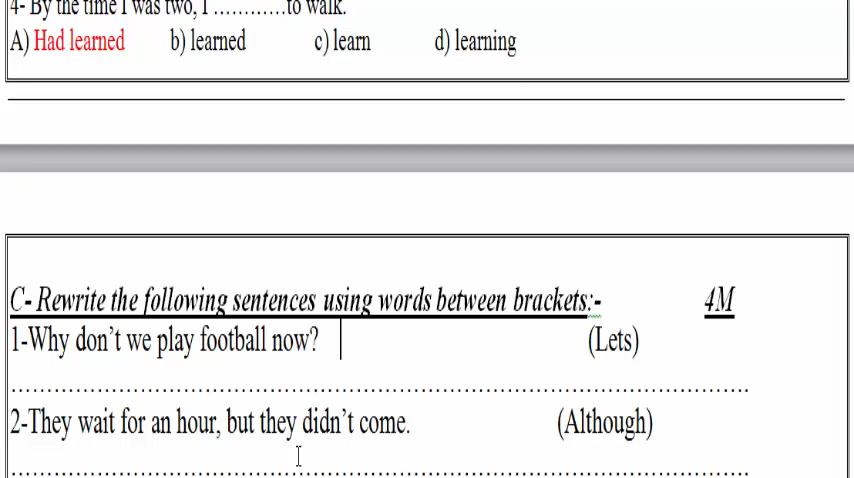 4- By the time I was two, I …………to walk.
A) Had learned b) learned c) learn d) learning
C- Rewrite the following sentences using words between brackets:- 4M
1-Why don't we play football now? (Lets)
………………………………………………………………………………
2-They wait for an hour, but they didn't come. (Although)
………………………………………………………………………………